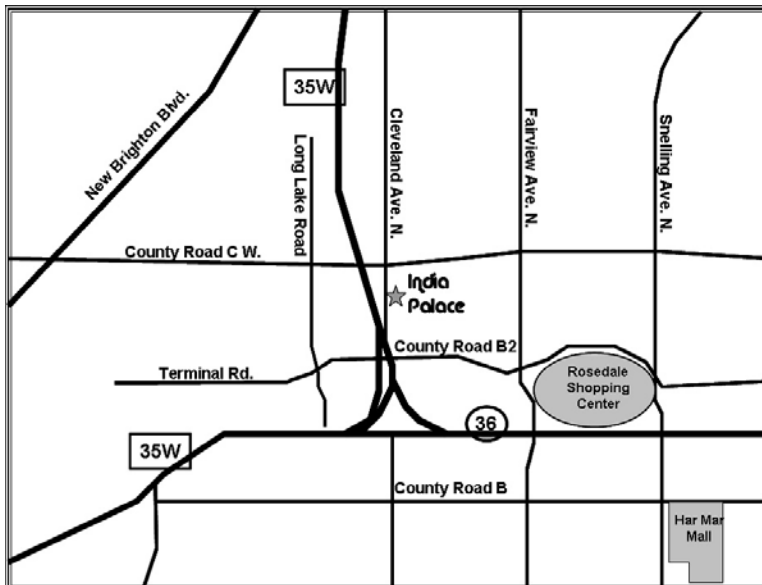 35W
New Brighton Blvd.
Long Lake Road
Cleveland Ave. N.
Fairview Ave. N.
Snelling Ave. N.
County Road C W.
India
Palace
County Road B2
Terminal Rd.
Rosedale
Shopping
Center
36
35W
County Road B
Har Mar
Mall